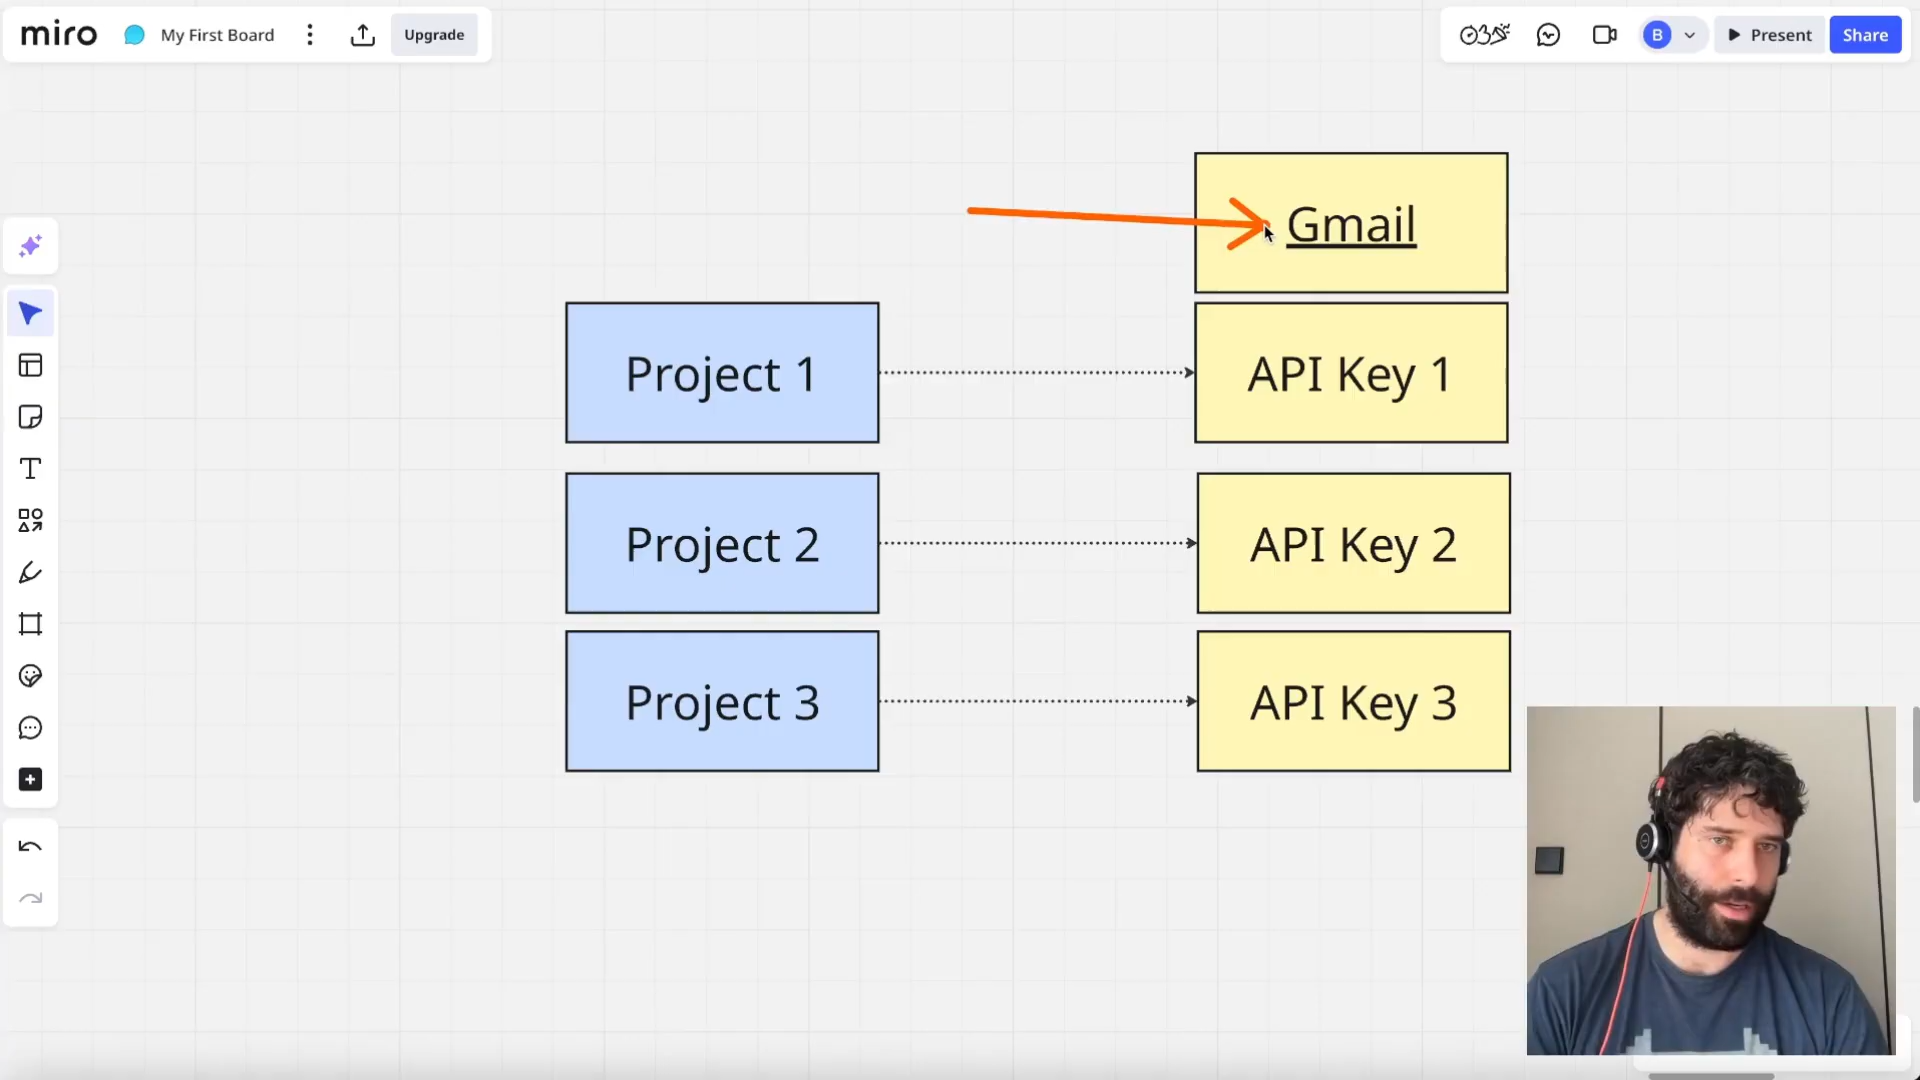 miro
My First Board
Upgrade
B
Present
Share
Gmail
Project 1
API Key 1
Project 2
API Key 2
Project 3
API Key 3